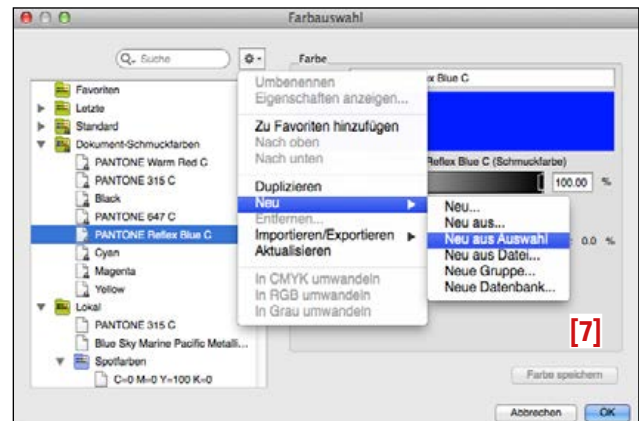 Farbauswahl
Suche
Favoriten
Letzte
Standard
Dokument-Schmuckfarben
PANTONE Warm Red C
PANTONE 315 C
Black
PANTONE 647 C
PANTONE Reflex Blue C
Cyan
Magenta
Yellow
Lokal
PANTONE 315 C
Blue Sky Marine Pacific Metalli...
Spotfarben
C=0 M=0 Y=100 K=0
Umbenennen
Eigenschaften anzeigen...
Zu Favoriten hinzufügen
Nach oben
Nach unten
Duplizieren
Neu
Entfernen...
Importieren/Exportieren
Aktualisieren
In CMYK umwandeln
In RGB umwandeln
In Grau umwandeln
Neu...
Neu aus...
Neu aus Auswahl
Neu aus Datei...
Neue Gruppe...
Neue Datenbank...
Farbe
ex Blue C
Reflex Blue C (Schmuckfarbe)
100.00 %
0.0 %
[7]
Farbe speichern
Abbrechen
OK